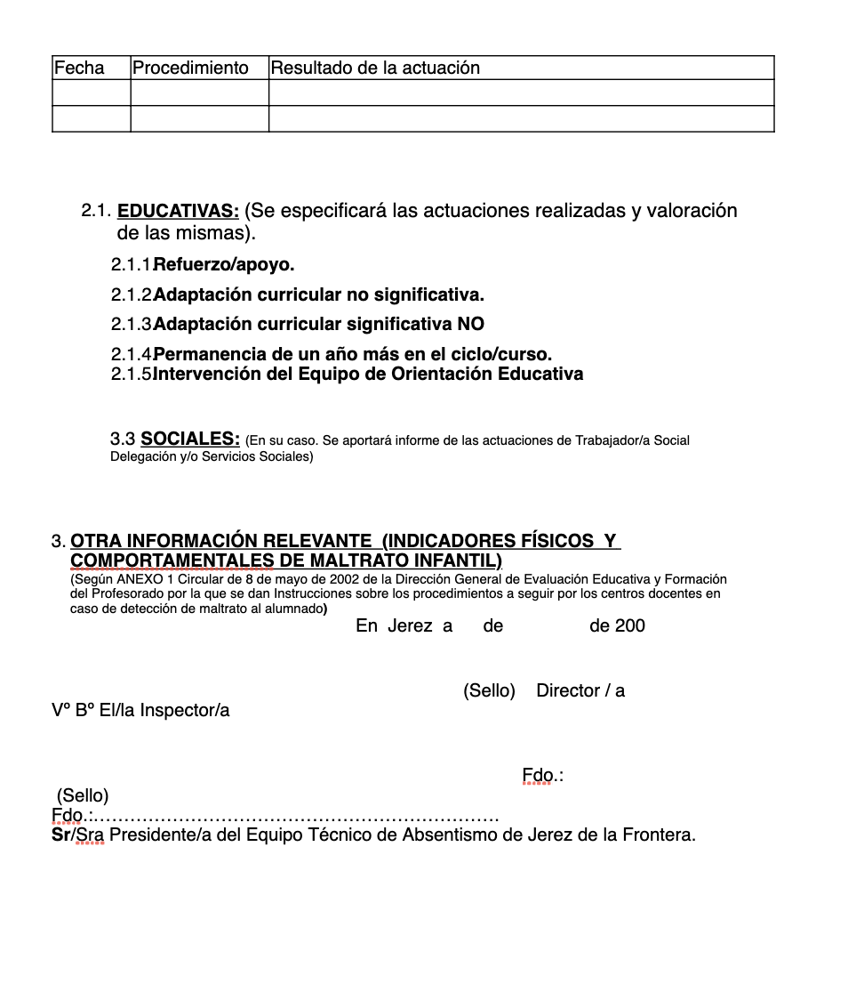 Fecha Procedimiento Resultado de la actuación
2.1. EDUCATIVAS: (Se especificará las actuaciones realizadas y valoración
de las mismas).
2.1.1.Refuerzo/apoyo.
2.1.2.Adaptación curricular no significativa.
2.1.3.Adaptación curricular significativa NO
2.1.4.Permanencia de un año más en el ciclo/curso.
2.1.5.Intervención del Equipo de Orientación Educativa
3.3 SOCIALES: (En su caso. Se aportará informe de las actuaciones de Trabajador/a Social
Delegación y/o Servicios Sociales)
3. OTRA INFORMACIÓN RELEVANTE (INDICADORES FÍSICOS Y
COMPORTAMENTALES DE MALTRATO INFANTIL)
(Según ANEXO 1 Circular de 8 de mayo de 2002 de la Dirección General de Evaluación Educativa y Formación
del Profesorado por la que se dan Instrucciones sobre los procedimientos a seguir por los centros docentes en
caso de detección de maltrato al alumnado)
En Jerez a de de 200
(Sello) Director / a
Vº Bº El/la Inspector/a
Fdo.:
(Sello)
Fdo.:……………………………………………………………
Sr/Sra Presidente/a del Equipo Técnico de Absentismo de Jerez de la Frontera.